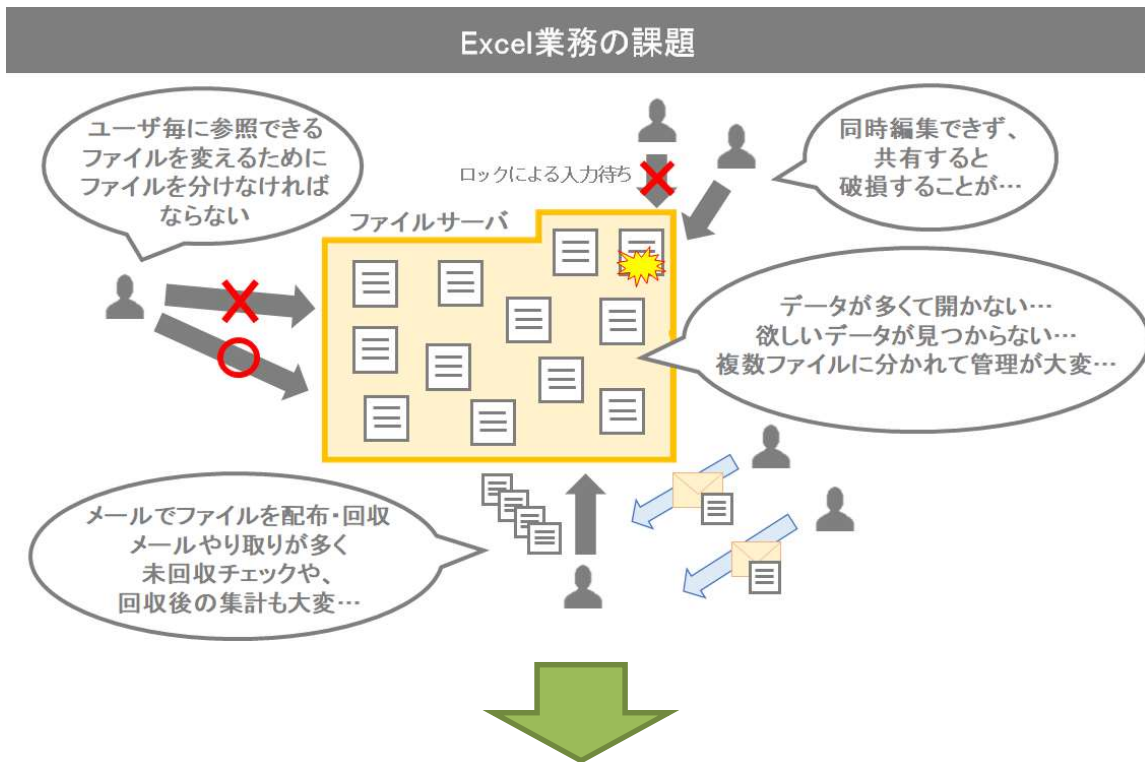 Excel業務の課題
ユーザ毎に参照できる
ファイルを変えるために
ファイルを分けなければ
ならない
ロックによる入力待ち
同時編集できず、
共有すると
破損することが…
ファイルサーバ
データが多くて開かない…
欲しいデータが見つからない…
複数ファイルに分かれて管理が大変…
メールでファイルを配布・回収
メールやり取りが多く
未回収チェックや、
回収後の集計も大変…